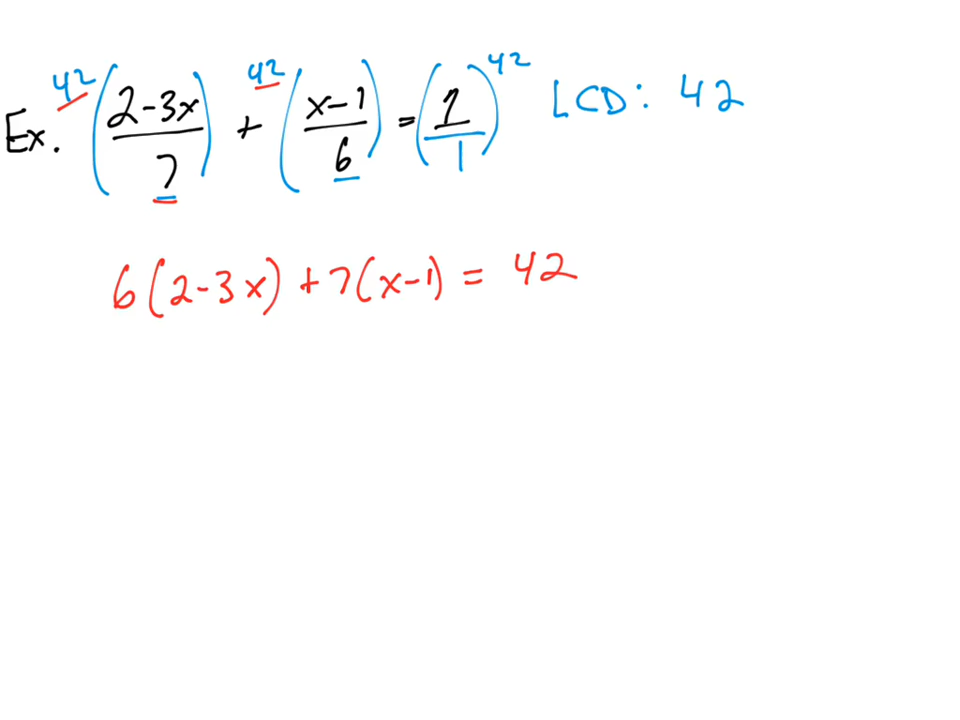 Ex. 42((2-3x)/7) + 42((x-1)/6) = (1/1)42 LCD: 42
6(2-3x)+7(x-1) = 42